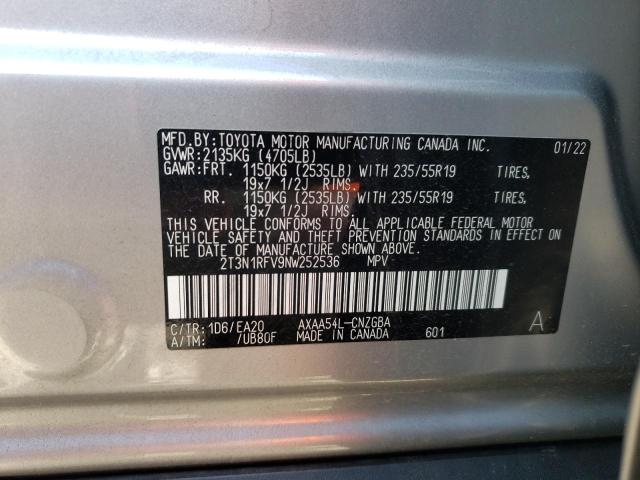 MFD.BY:TOYOTA MOTOR MANUFACTURING CANADA INC. 01/22
GVWR:2135KG (4705LB)
GAWR:FRT. 1150KG (2535LB) WITH 235/55R19 TIRES,
19x7 1/2J RIMS.
RR. 1150KG (2535LB) WITH 235/55R19 TIRES,
19x7 1/2J RIMS.
THIS VEHICLE CONFORMS TO ALL APPLICABLE FEDERAL MOTOR
VEHICLE SAFETY AND THEFT PREVENTION STANDARDS IN EFFECT ON
THE DATE OF MANUFACTURE SHOWN ABOVE.
2T3N1RFV9NW252536 MPV
C/TR:1D6/EA20 AXAA54L-CNZGBA A
A/TM: /UB80F MADE IN CANADA 601